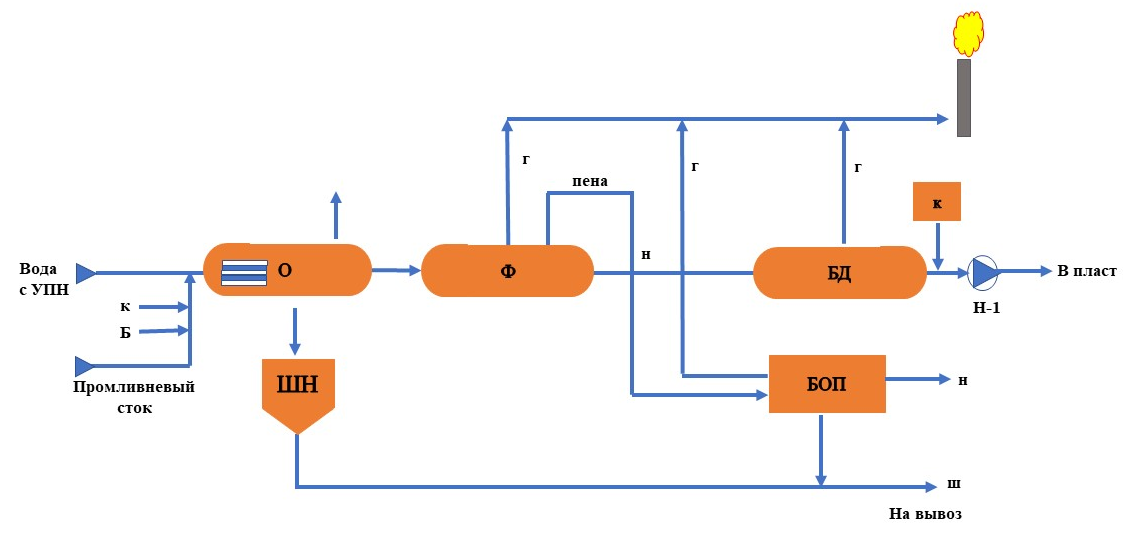 г
г
г
пена
к
н
Вода
с УПН
О
Ф
БД
В пласт
Н-1
к
Б
Промливневый
сток
ШН
БОП
н
ш
На вывоз